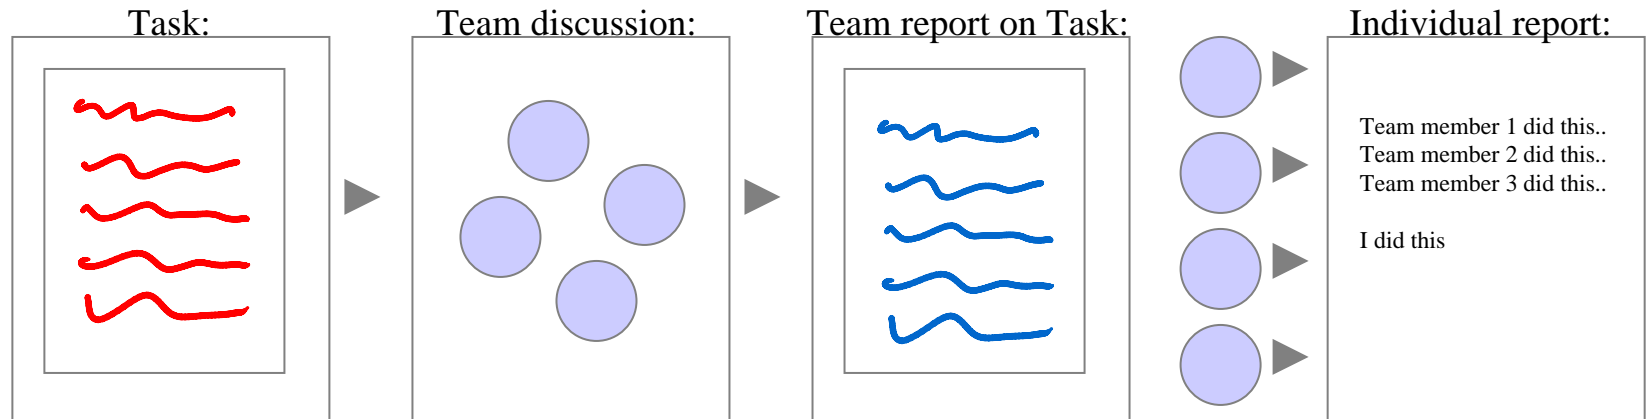 Task:
Team discussion:
Team report on Task:
Individual report:
Team member 1 did this..
Team member 2 did this..
Team member 3 did this..
I did this